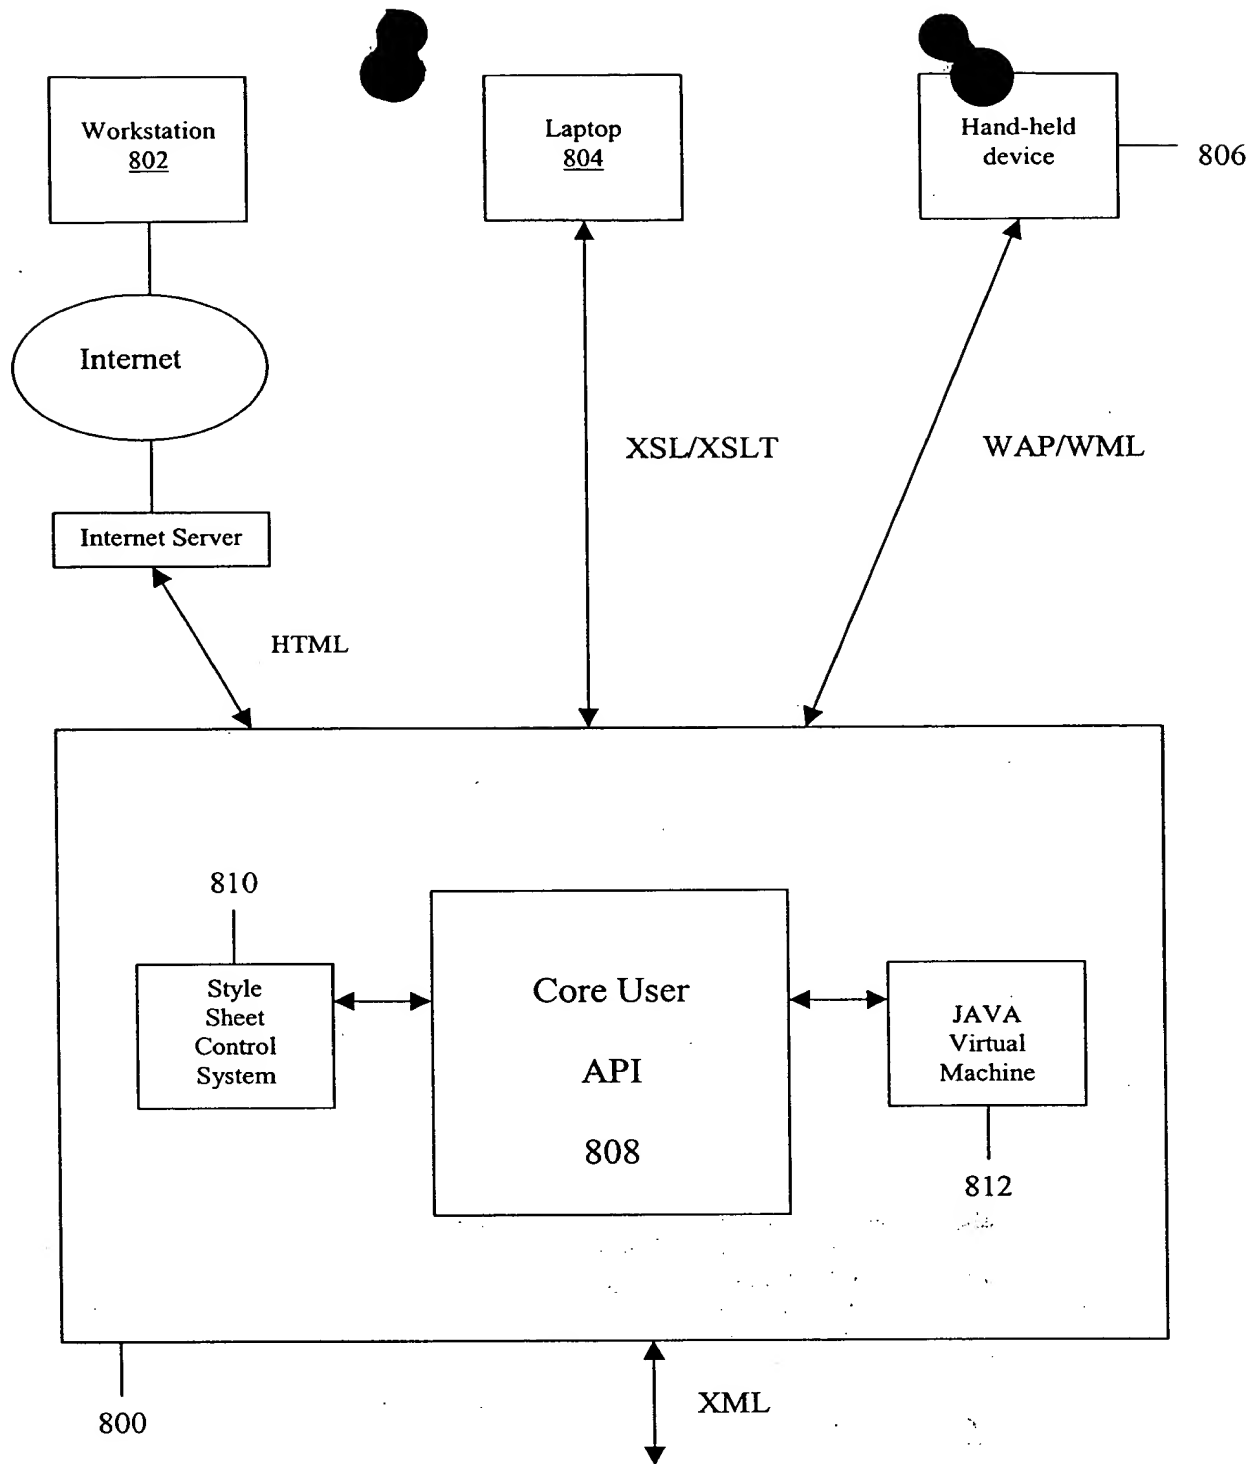 Workstation
802
Laptop
804
Hand-held
device
806
Internet
XSL/XSLT
WAP/WML
Internet Server
HTML
810
Style
Sheet
Control
System
Core User
API
808
JAVA
Virtual
Machine
812
800
XML